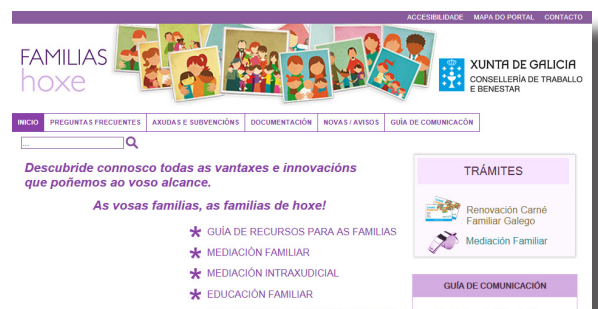 ACCESIBILIDADE MAPA DO PORTAL CONTACTO
FAMILIAS
hoxe
XUNTA DE GALICIA
CONSELLERÍA DE TRABALLO
E BENESTAR
INICIO PREGUNTAS FRECUENTES AXUDAS E SUBVENCIÓNS DOCUMENTACIÓN NOVAS / AVISOS GUÍA DE COMUNICACÓN
...
Descubride connosco todas as vantaxes e innovacións
que poñemos ao voso alcance.
As vosas familias, as familias de hoxe!
GUÍA DE RECURSOS PARA AS FAMILIAS
MEDIACIÓN FAMILIAR
MEDIACIÓN INTRAXUDICIAL
EDUCACIÓN FAMILIAR
TRÁMITES
Renovación Carné
Familiar Galego
Mediación Familiar
GUÍA DE COMUNICACIÓN